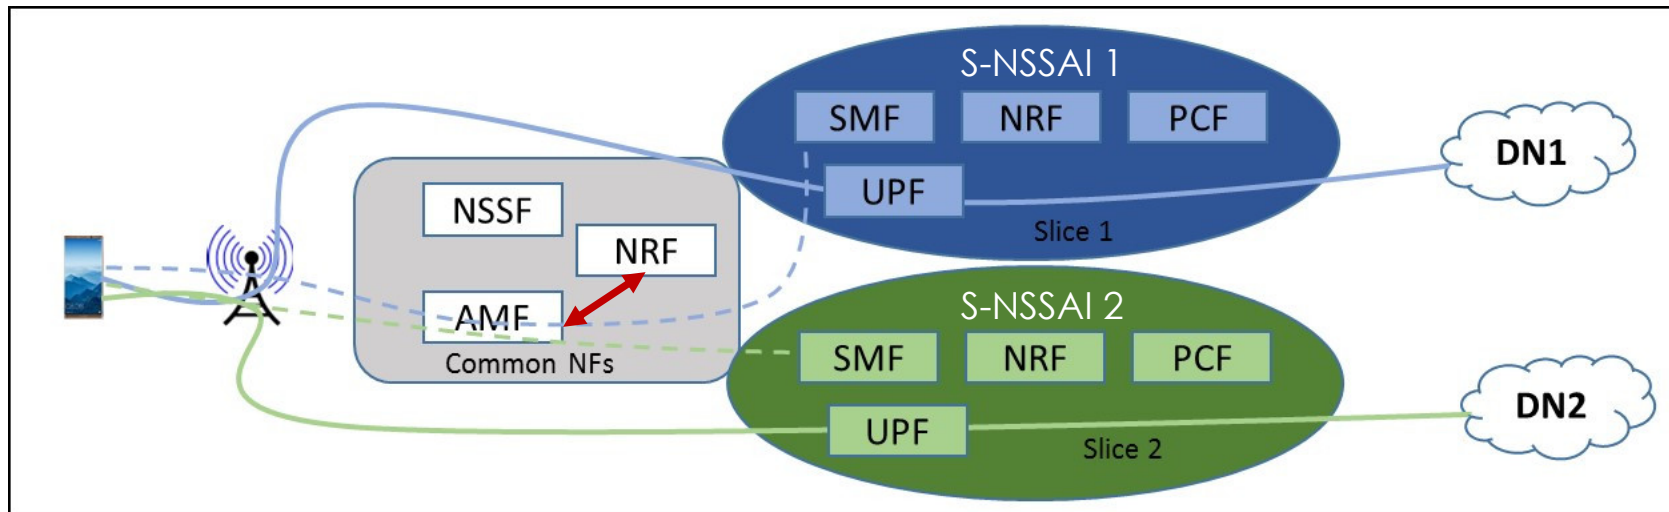 S-NSSAI 1
SMF NRF PCF
UPF
Slice 1
DN1
NSSF
NRF
AMF
Common NFs
S-NSSAI 2
SMF NRF PCF
UPF
Slice 2
DN2